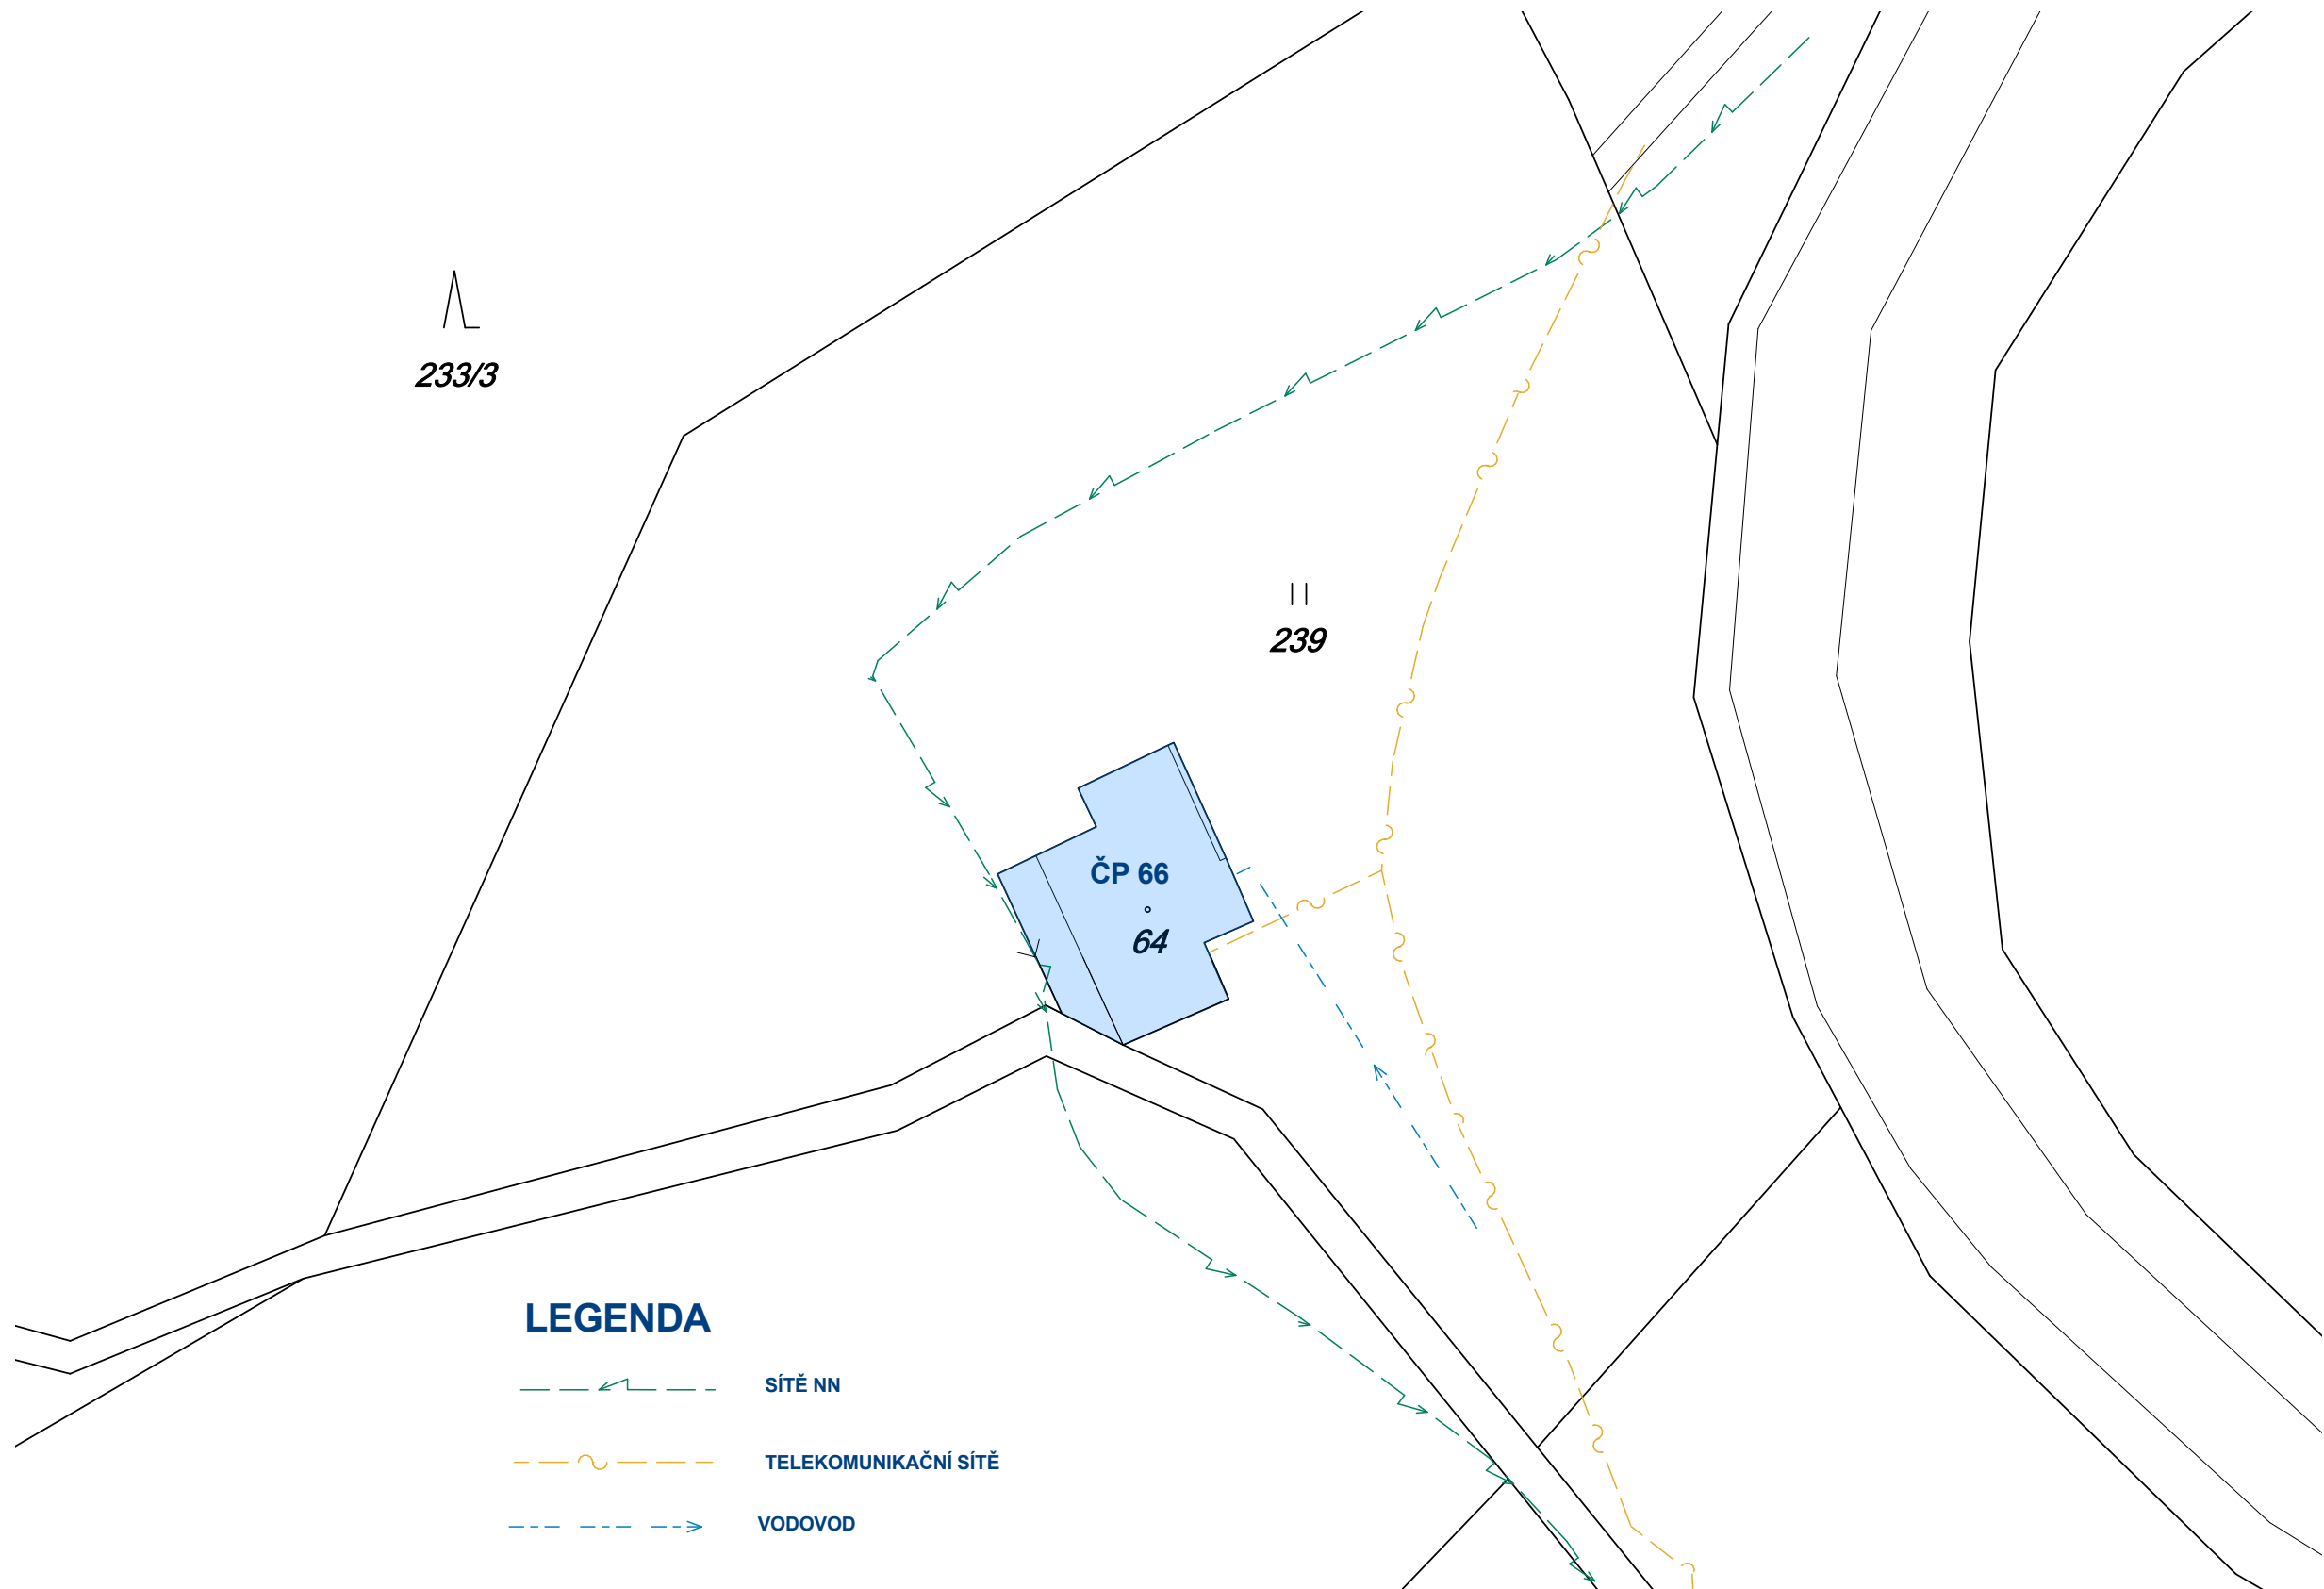 233/3
239
ČP 66
64
LEGENDA
SÍTĚ NN
TELEKOMUNIKAČNÍ SÍTĚ
VODOVOD